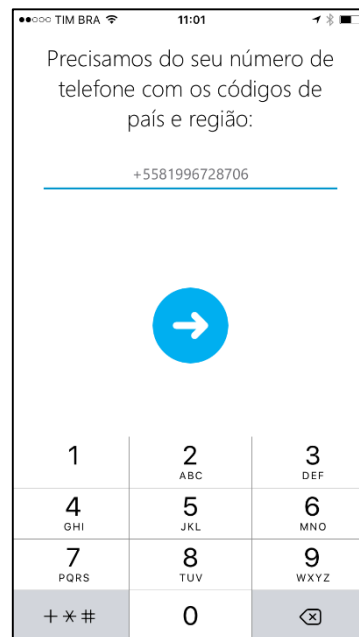 TIM BRA 11:01
Precisamos do seu número de
telefone com os códigos de
país e região:
+5581996728706
1 2 3
ABC DEF
4 5 6
GHI JKL MNO
7 8 9
PQRS TUV WXYZ
+*# 0